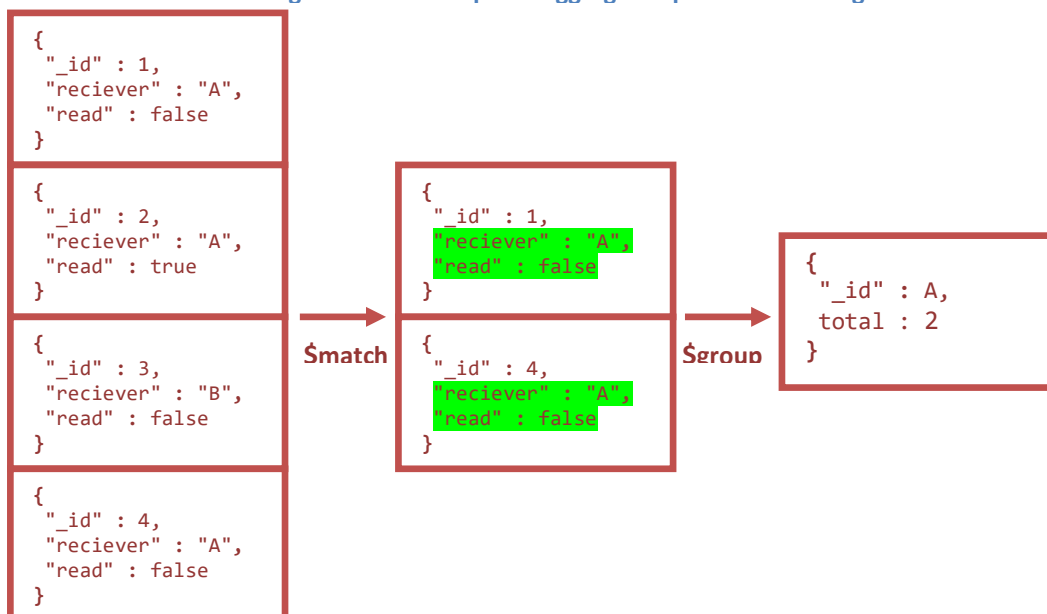 {
"_id" : 1,
"reciever" : "A",
"read" : false
}
{
"_id" : 2,
"reciever" : "A",
"read" : true
}
{
"_id" : 3,
"reciever" : "B",
"read" : false
}
{
"_id" : 4,
"reciever" : "A",
"read" : false
}
$match
{
"_id" : 1,
"reciever" : "A",
"read" : false
}
{
"_id" : 4,
"reciever" : "A",
"read" : false
}
$group
{
"_id" : A,
total : 2
}